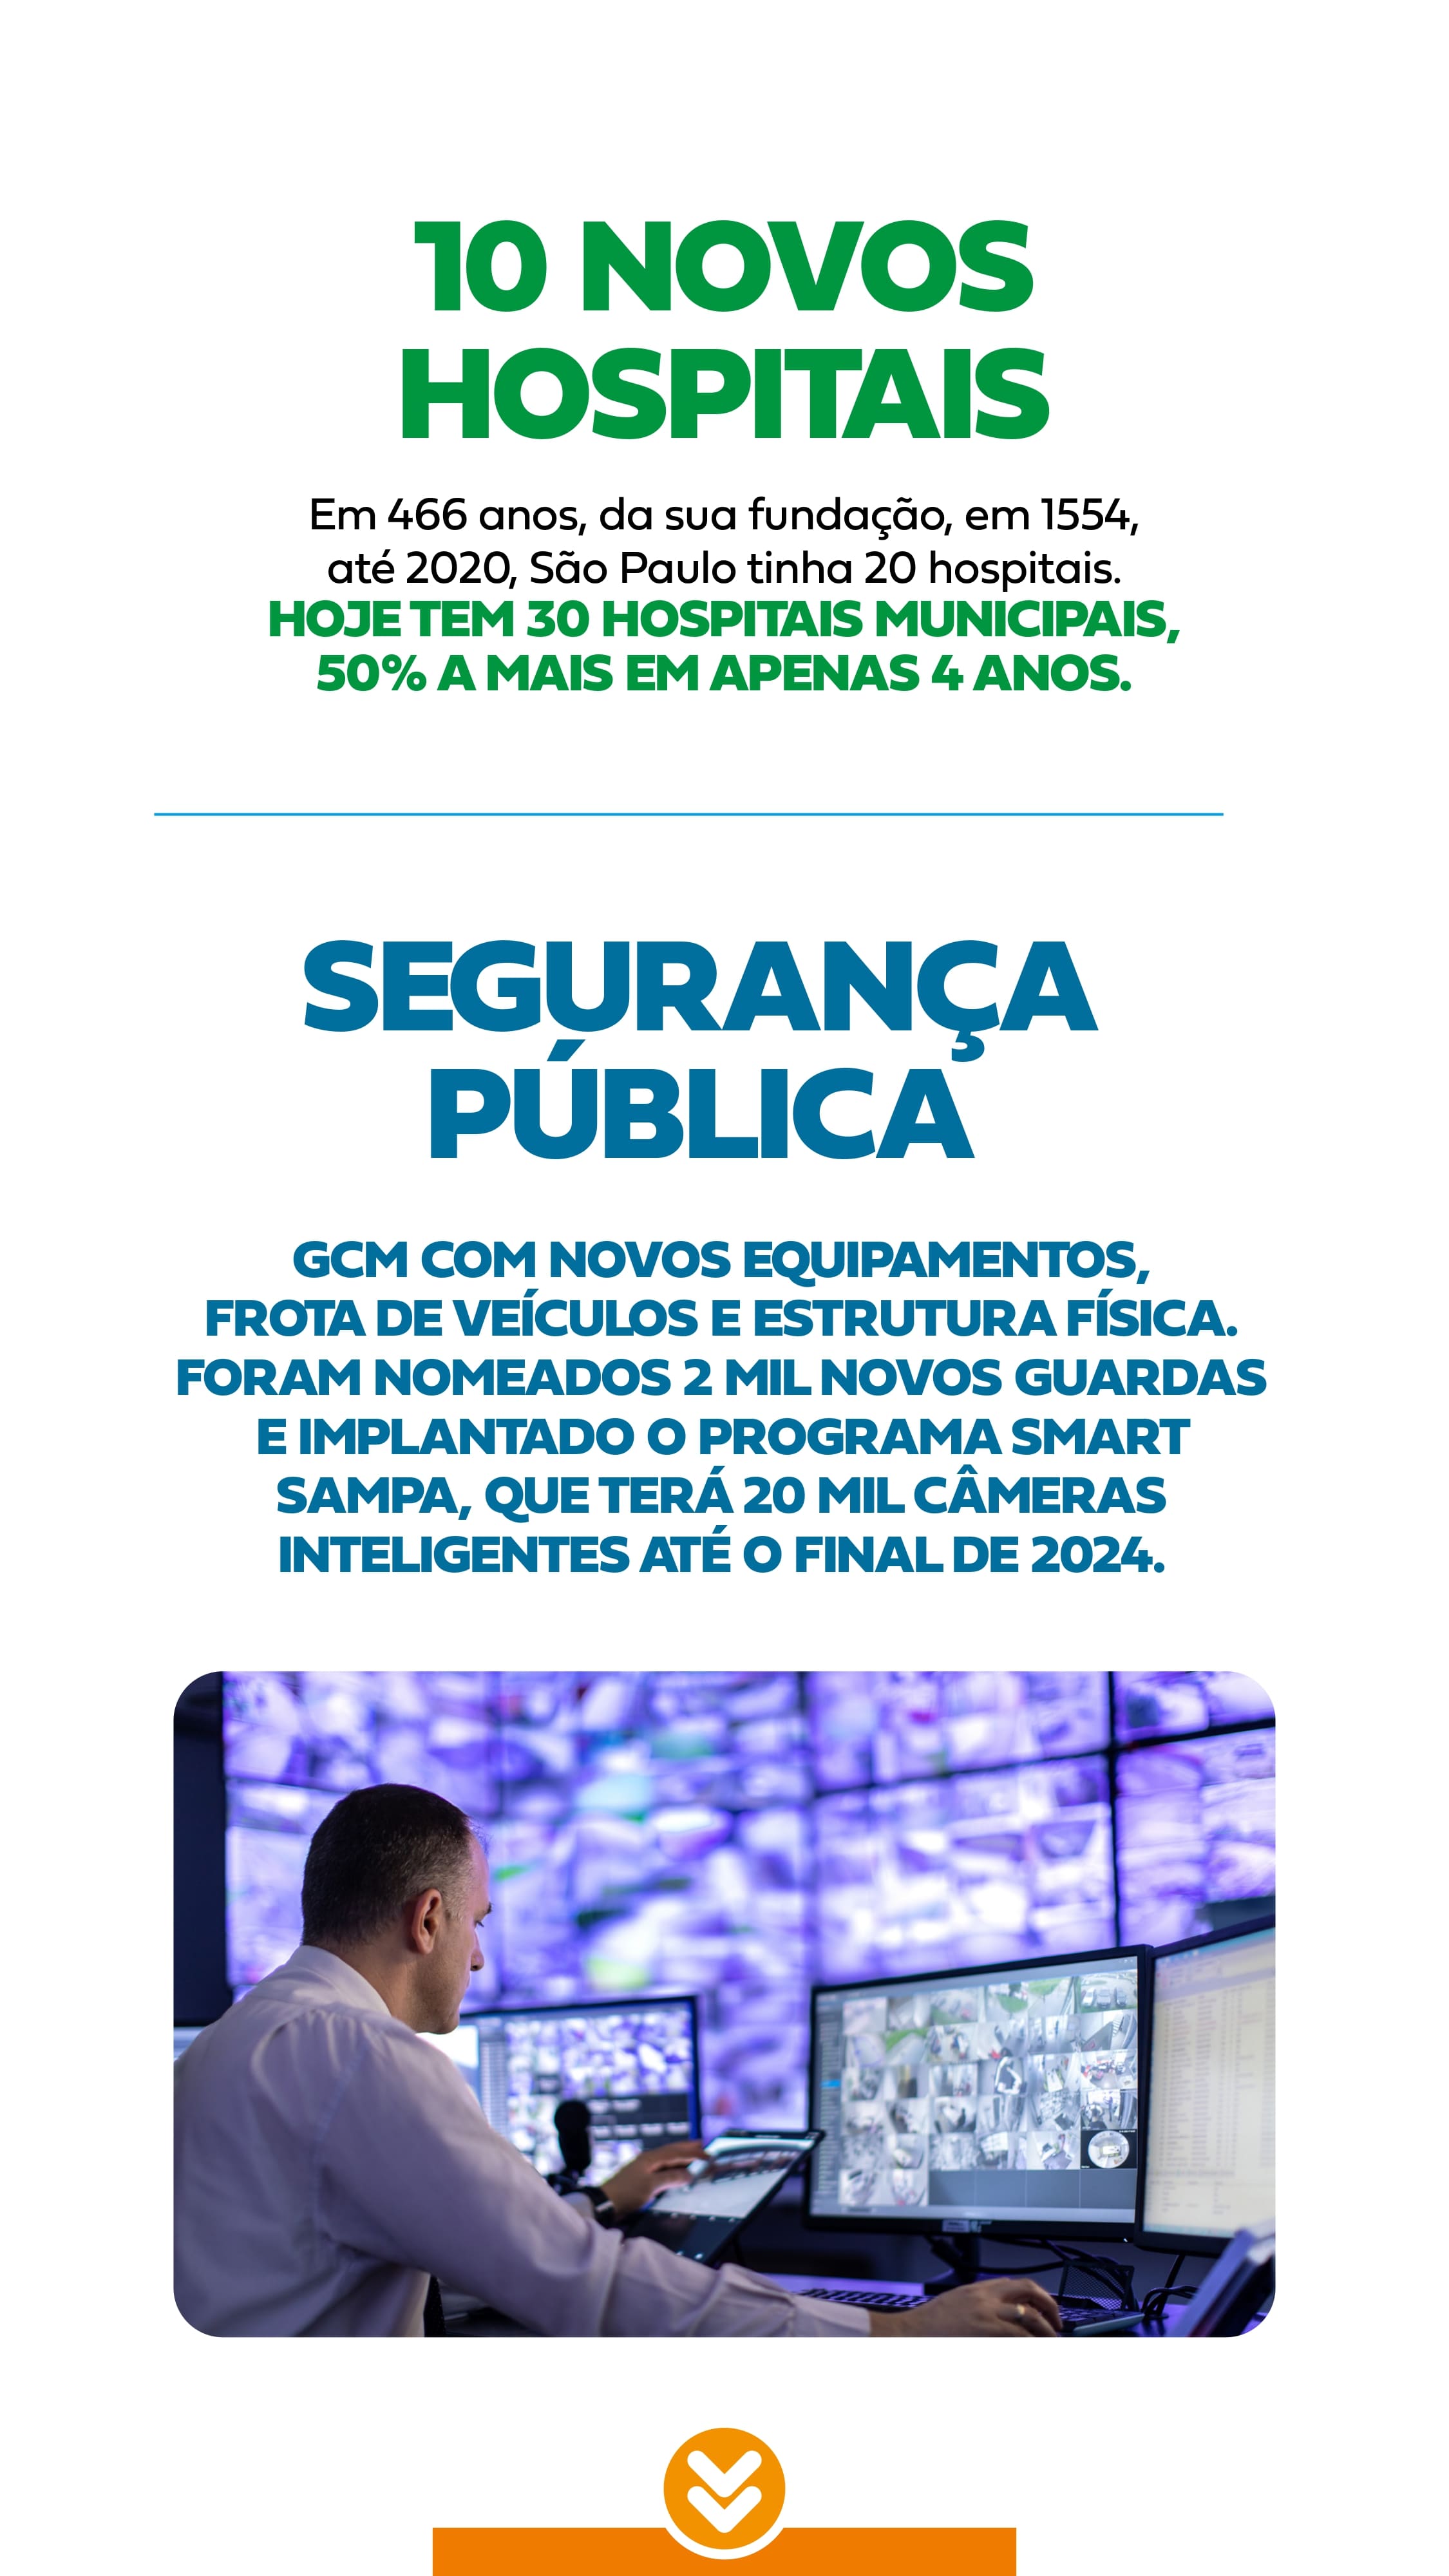 10 NOVOS
HOSPITAIS
Em 466 anos, da sua fundação, em 1554,
até 2020, São Paulo tinha 20 hospitais.
HOJE TEM 30 HOSPITAIS MUNICIPAIS,
50% A MAIS EM APENAS 4 ANOS.
SEGURANÇA
PÚBLICA
GCM COM NOVOS EQUIPAMENTOS,
FROTA DE VEÍCULOS E ESTRUTURA FÍSICA.
FORAM NOMEADOS 2 MIL NOVOS GUARDAS
E IMPLANTADO O PROGRAMA SMART
SAMPA, QUE TERÁ 20 MIL CÂMERAS
INTELIGENTES ATÉ O FINAL DE 2024.